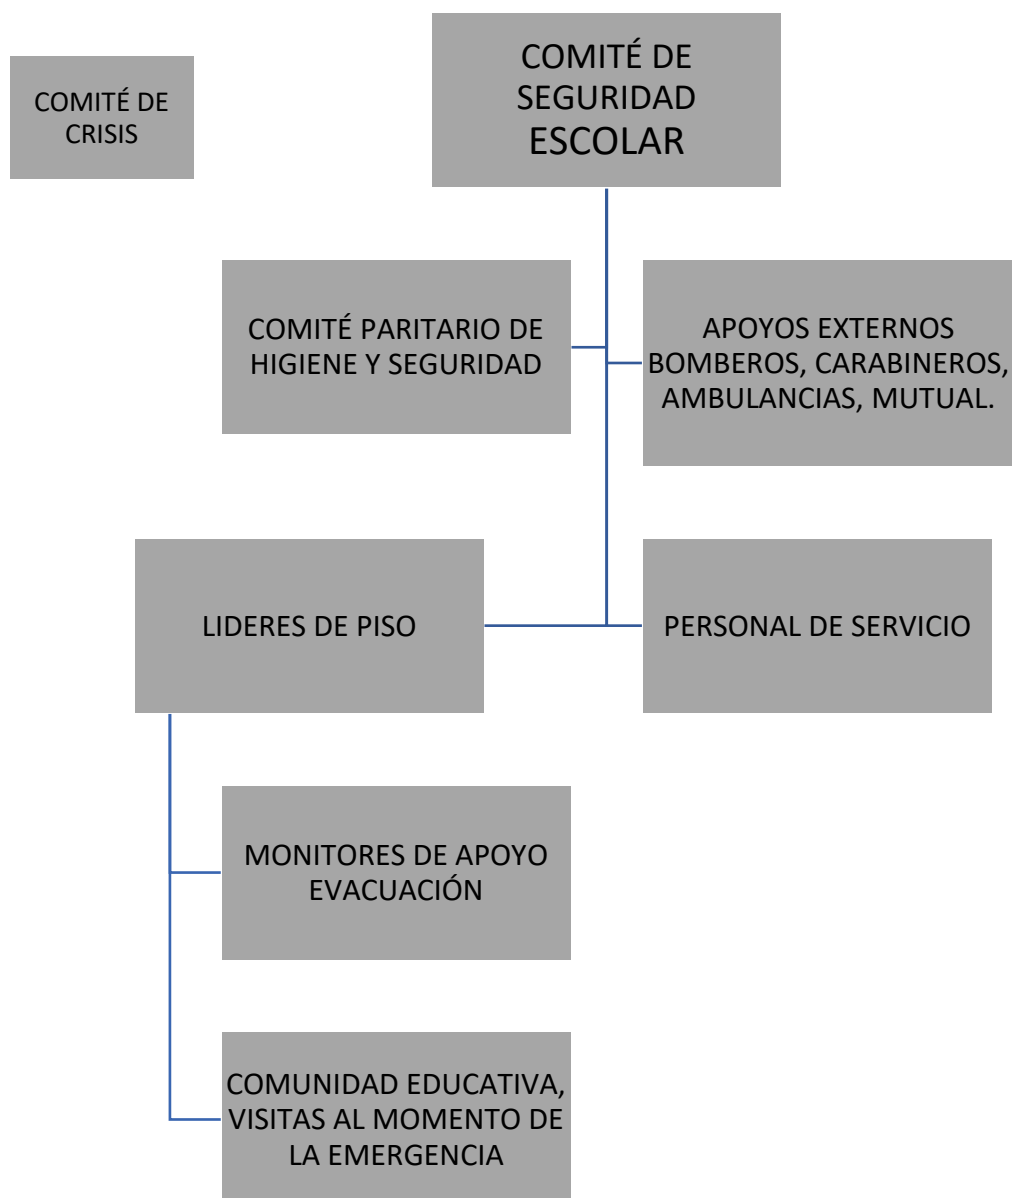 COMITÉ DE
CRISIS
COMITÉ DE
SEGURIDAD
ESCOLAR
COMITÉ PARITARIO DE
HIGIENE Y SEGURIDAD
APOYOS EXTERNOS
BOMBEROS, CARABINEROS,
AMBULANCIAS, MUTUAL.
LIDERES DE PISO
PERSONAL DE SERVICIO
MONITORES DE APOYO
EVACUACIÓN
COMUNIDAD EDUCATIVA,
VISITAS AL MOMENTO DE
LA EMERGENCIA